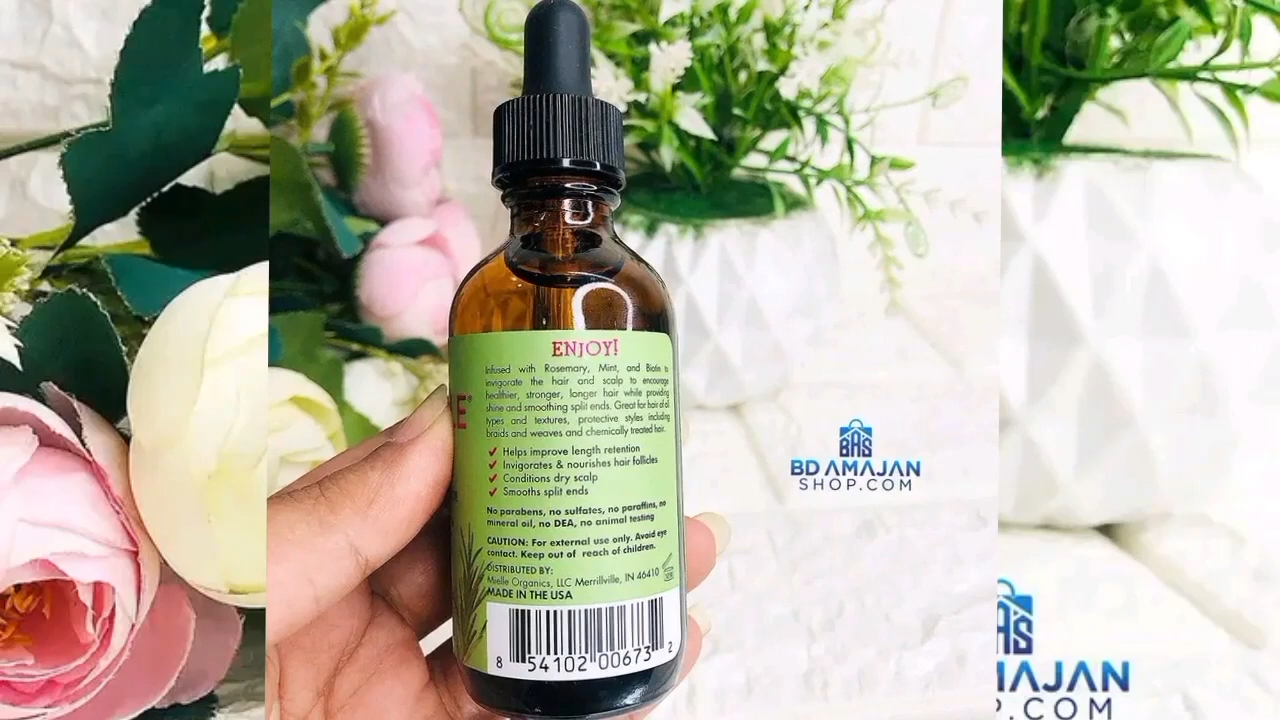 ENJOY!
Infused with Rosemary, Mint, and Biotin to
invigorate the hair and scalp to encourage
healthier, stronger, longer hair while providing
shine and smoothing split ends. Great for hair of all
types and textures, protective styles including
braids and weaves and chemically treated hair.
✓ Helps improve length retention
✓ Invigorates & nourishes hair follicles
✓ Conditions dry scalp
✓ Smooths split ends
No parabens, no sulfates, no paraffins, no
mineral oil, no DEA, no animal testing
CAUTION: For external use only. Avoid eye
contact. Keep out of reach of children.
DISTRIBUTED BY:
Mielle Organics, LLC Merrillville, IN 46410
MADE IN THE USA
8 54102 00673 2
LE®
BAS
BD AMAJAN
SHOP.COM
AS
MAJAN
P.COM